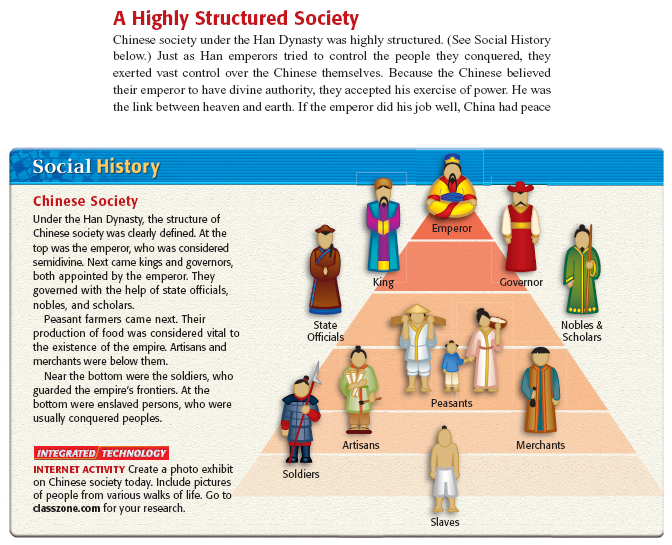 A Highly Structured Society
Chinese society under the Han Dynasty was highly structured. (See Social History
below.) Just as Han emperors tried to control the people they conquered, they
exerted vast control over the Chinese themselves. Because the Chinese believed
their emperor to have divine authority, they accepted his exercise of power. He was
the link between heaven and earth. If the emperor did his job well, China had peace
Social History
Chinese Society
Under the Han Dynasty, the structure of
Chinese society was clearly defined. At the
top was the emperor, who was considered
semidivine. Next came kings and governors,
both appointed by the emperor. They
governed with the help of state officials,
nobles, and scholars.
Peasant farmers came next. Their
production of food was considered vital to
the existence of the empire. Artisans and
merchants were below them.
Near the bottom were the soldiers, who
guarded the empire's frontiers. At the
bottom were enslaved persons, who were
usually conquered peoples.
INTEGRATED TECHNOLOGY
INTERNET ACTIVITY Create a photo exhibit
on Chinese society today. Include pictures
of people from various walks of life. Go to
classzone.com for your research.
Emperor
King
Governor
State
Officials
Nobles &
Scholars
Peasants
Artisans
Merchants
Soldiers
Slaves